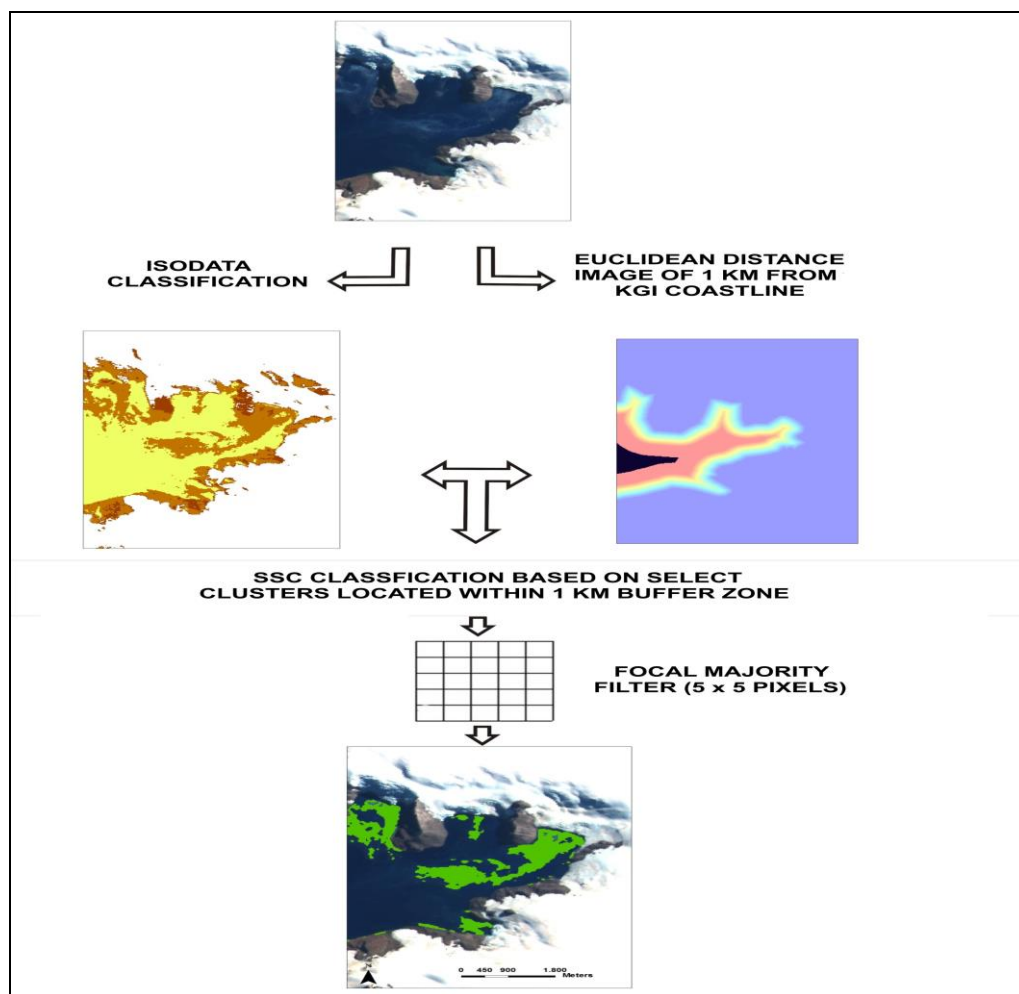 ISODATA
CLASSIFICATION
EUCLIDEAN DISTANCE
IMAGE OF 1 KM FROM
KGI COASTLINE
SSC CLASSFICATION BASED ON SELECT
CLUSTERS LOCATED WITHIN 1 KM BUFFER ZONE
FOCAL MAJORITY
FILTER (5 x 5 PIXELS)
0 450 900 1.800
Meters